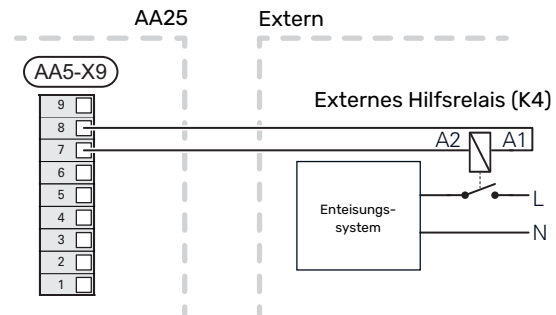 AA25
Extern
AA5-X9
Externes Hilfsrelais (K4)
9
8
7
6
5
4
3
2
1
A2
A1
Enteisungs-
system
L
N